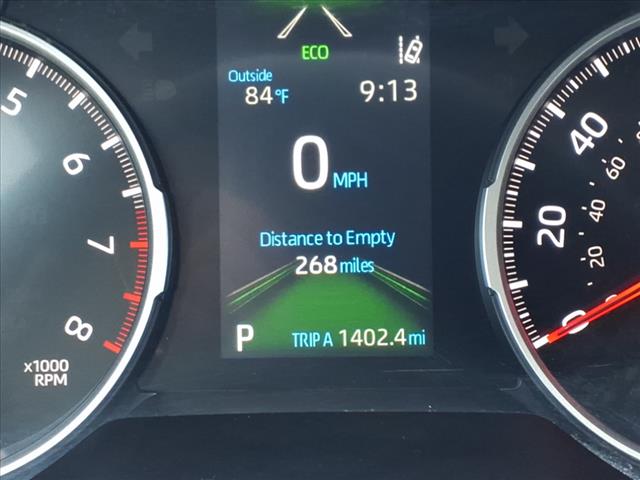 ECO
Outside
84°F
9:13
0 MPH
Distance to Empty
268 miles
P
TRIP A 1402.4 mi
5
6
7
8
x1000
RPM
40
60
20
40
20
0